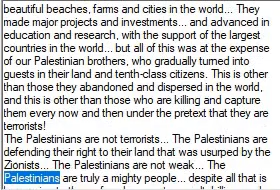 beautiful beaches, farms and cities in the world... They
made major projects and investments... and advanced in
education and research, with the support of the largest
countries in the world... but all of this was at the expense
of our Palestinian brothers, who gradually turned into
guests in their land and tenth-class citizens. This is other
than those they abandoned and dispersed in the world,
and this is other than those who are killing and capture
them every now and then under the pretext that they are
terrorists!
The Palestinians are not terrorists... The Palestinians are
defending their right to their land that was usurped by the
Zionists... The Palestinians are not weak... The
Palestinians are truly a mighty people... despite all that is